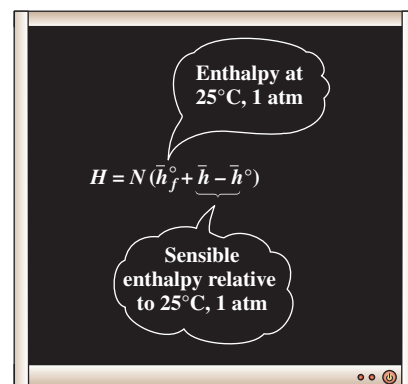 Enthalpy at
25°C, 1 atm
H = N (h̄°f + h̄ – h̄°)
Sensible
enthalpy relative
to 25°C, 1 atm